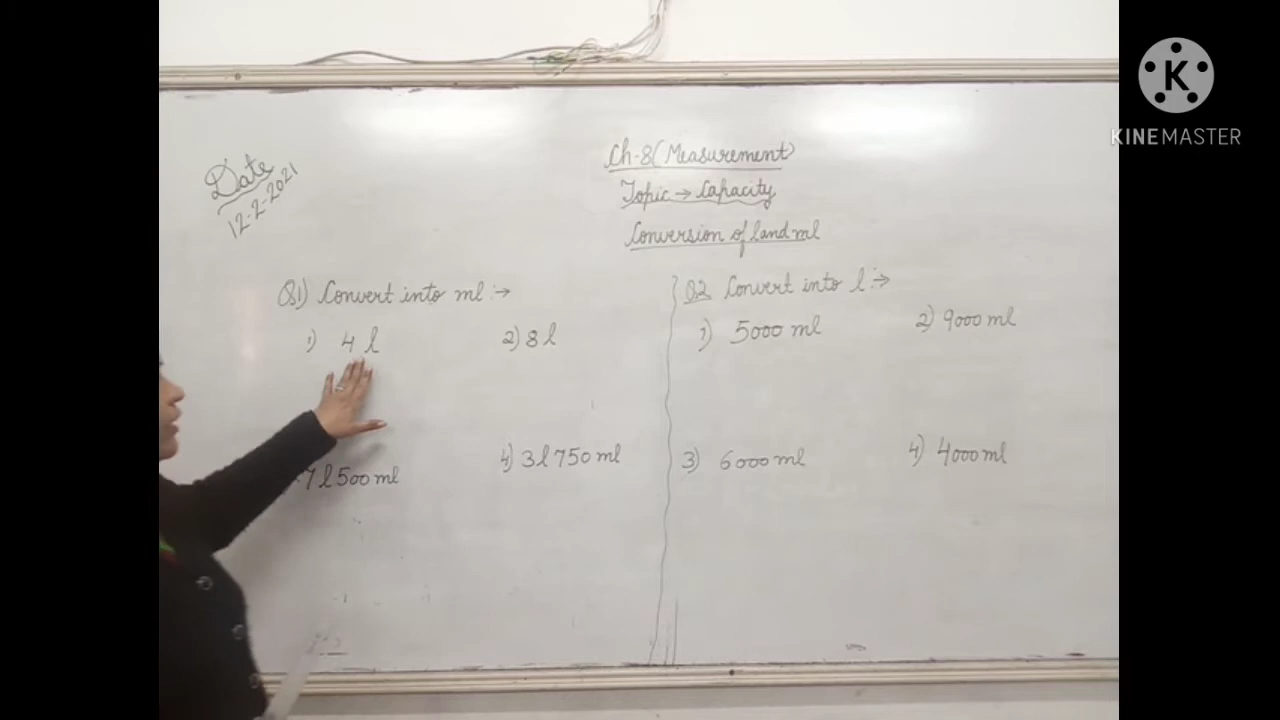 Ch-8(Measurement)
Topic → Capacity
Conversion of l and ml
Date
12-2-2021
Q1) Convert into ml :→
1) 4 l
2) 8 l
7 l 500 ml
4) 3 l 750 ml
Q.2 Convert into l :→
1) 5000 ml
2) 9000 ml
3) 6000 ml
4) 4000 ml
K
KINEMASTER